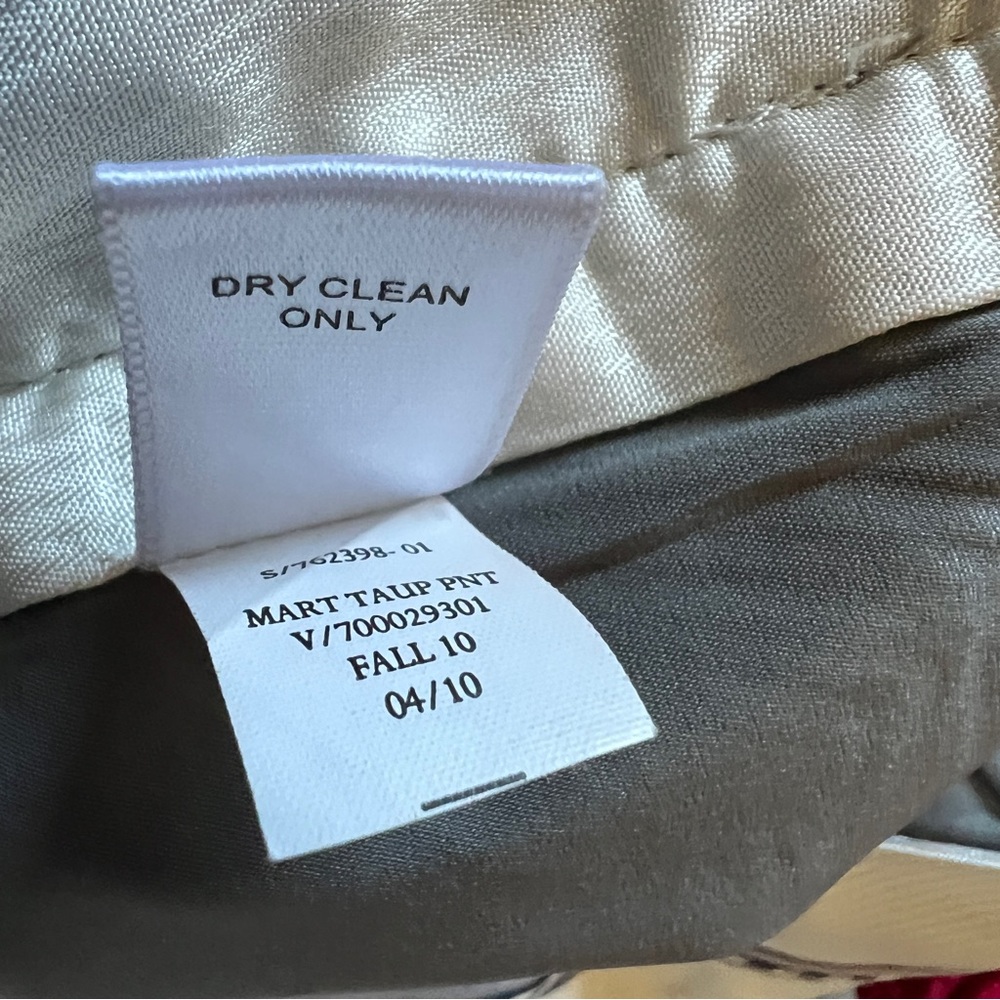 DRY CLEAN
ONLY
S/762398-01
MART TAUP PNT
V/700029301
FALL 10
04/10